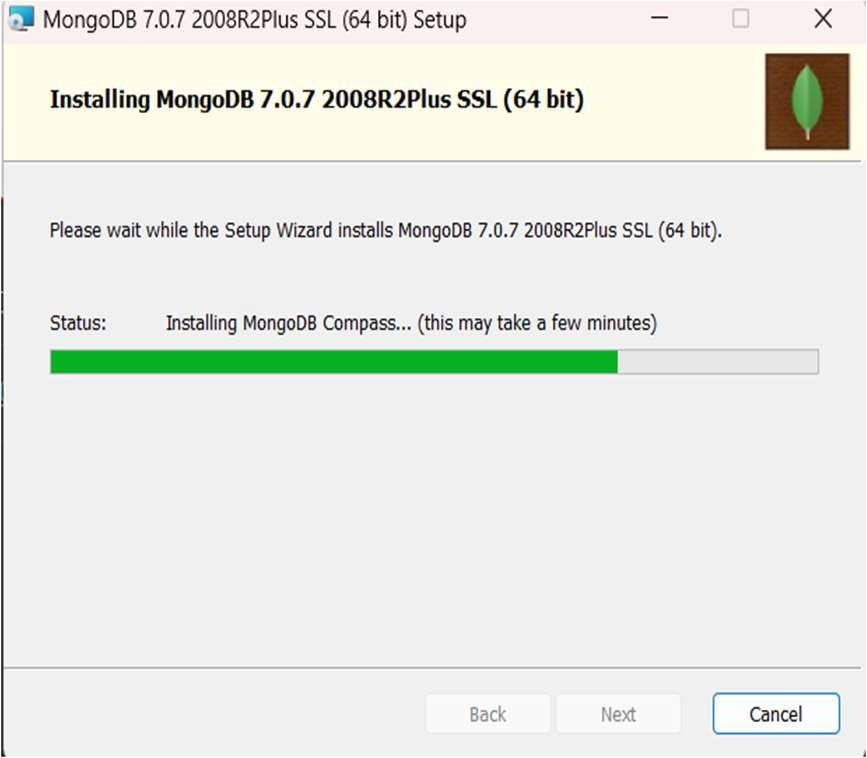 MongoDB 7.0.7 2008R2Plus SSL (64 bit) Setup
Installing MongoDB 7.0.7 2008R2Plus SSL (64 bit)
Please wait while the Setup Wizard installs MongoDB 7.0.7 2008R2Plus SSL (64 bit).
Status: Installing MongoDB Compass... (this may take a few minutes)
Back Next Cancel